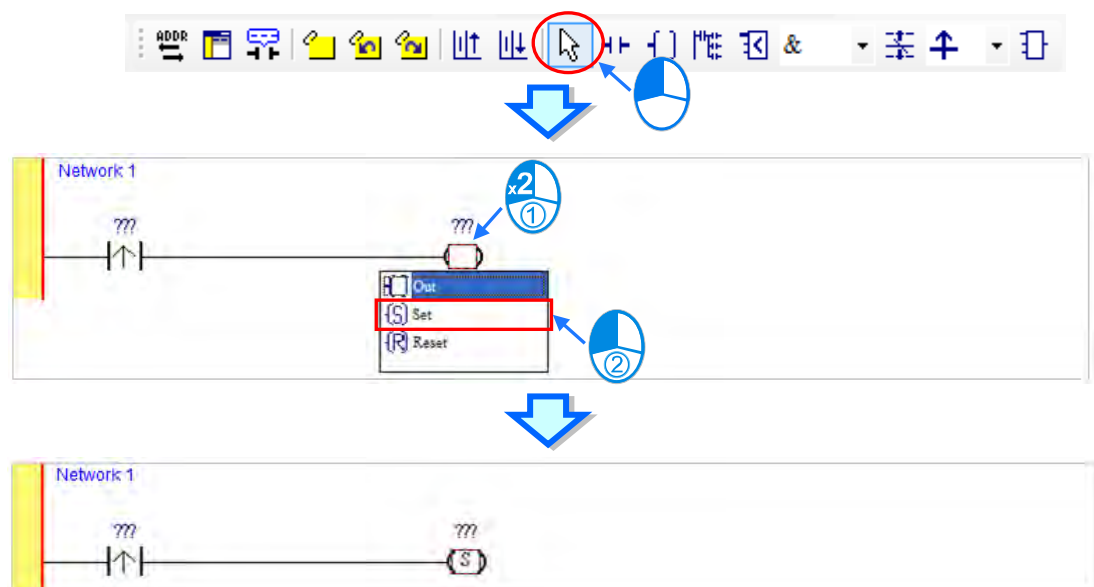 ADDR
&
Network 1
x2
①
???
???
Out
(S) Set
(R) Reset
②
Network 1
???
???
(S)